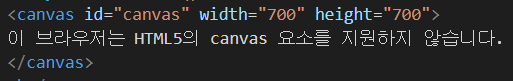 <canvas id="canvas" width="700" height="700">
이 브라우저는 HTML5의 canvas 요소를 지원하지 않습니다.
</canvas>